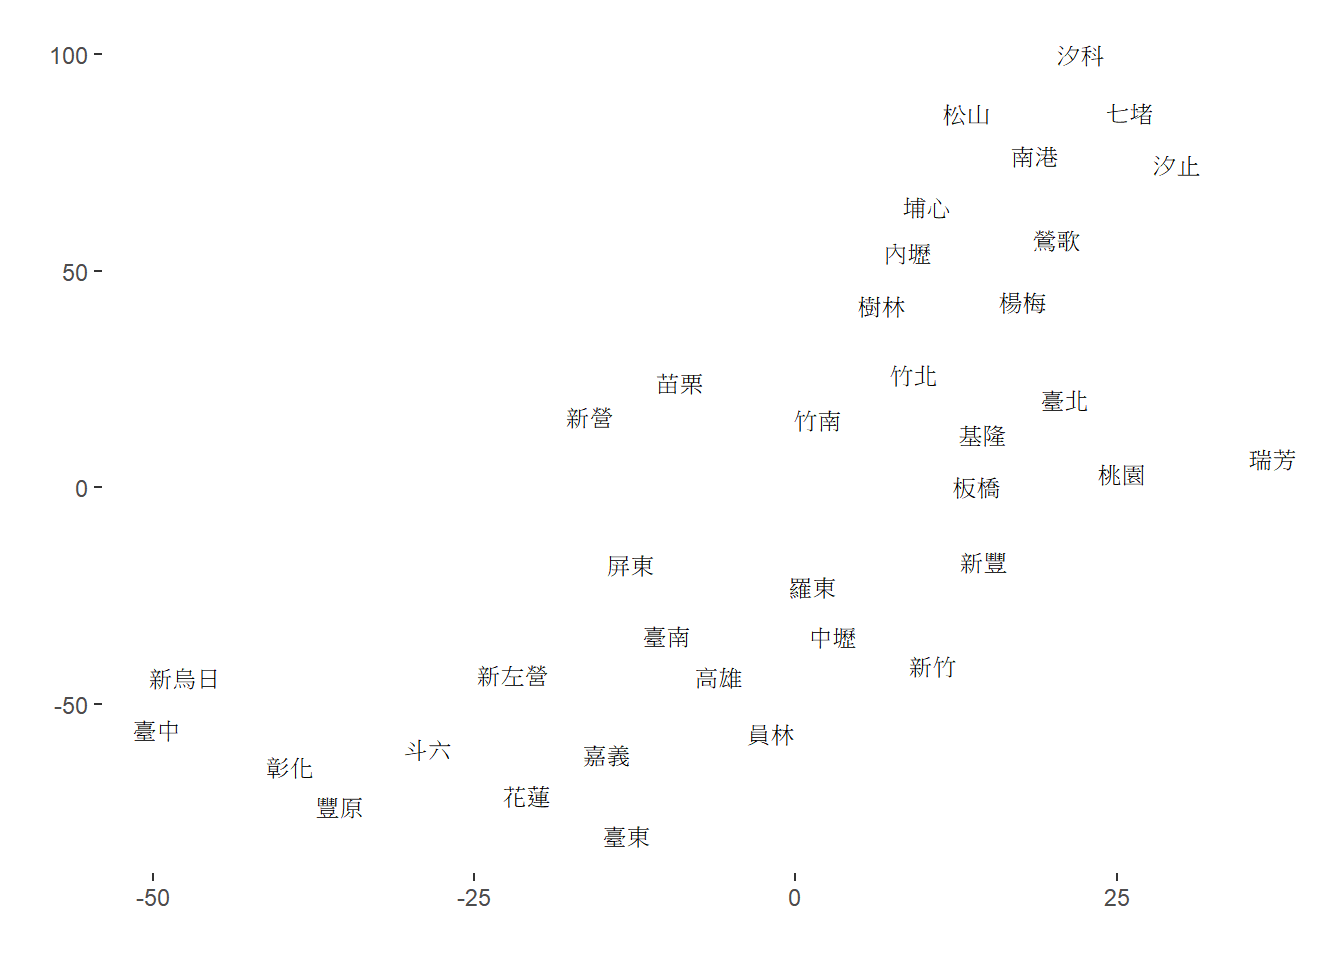 100
汐科
松山
七堵
南港
汐止
埔心
鶯歌
內壢
50
樹林
楊梅
竹北
苗栗
臺北
新營
竹南
基隆
瑞芳
桃園
0
板橋
新豐
屏東
羅東
臺南
中壢
新竹
新左營
高雄
新烏日
-50
臺中
員林
斗六
嘉義
彰化
花蓮
豐原
臺東
-50
-25
0
25